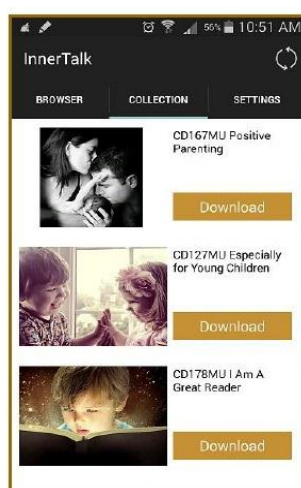 56% 10:51 AM
InnerTalk
BROWSER COLLECTION SETTINGS
CD167MU Positive
Parenting
Download
CD127MU Especially
for Young Children
Download
CD178MU I Am A
Great Reader
Download